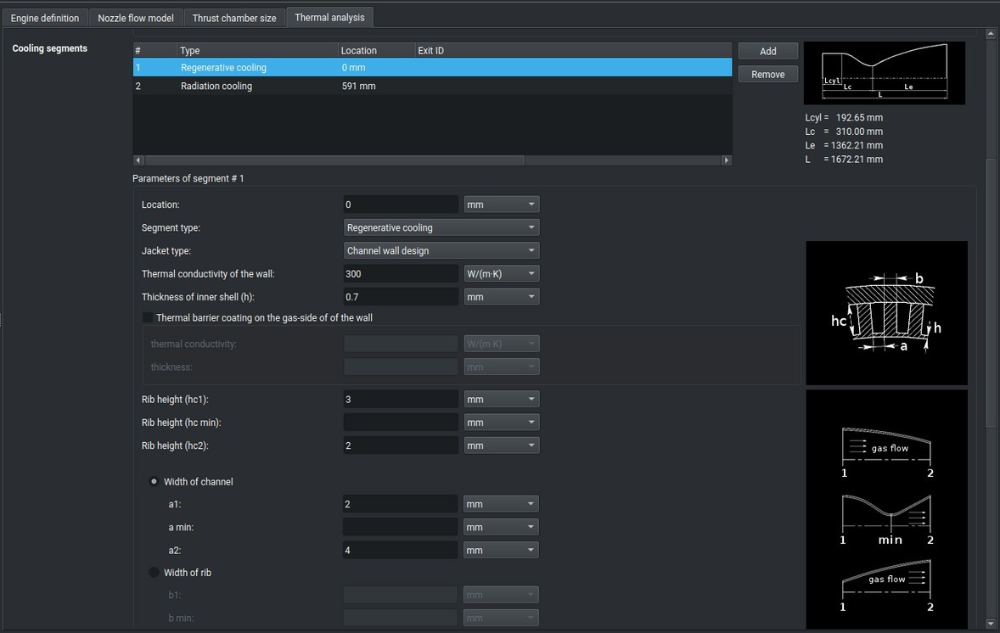 Engine definition Nozzle flow model Thrust chamber size Thermal analysis
Cooling segments
# Type Location Exit ID
1 Regenerative cooling 0 mm
2 Radiation cooling 591 mm
Add
Remove
Lcyl
Lc Le
L
Lcyl = 192.65 mm
Lc = 310.00 mm
Le = 1362.21 mm
L = 1672.21 mm
Parameters of segment # 1
Location: 0 mm
Segment type: Regenerative cooling
Jacket type: Channel wall design
Thermal conductivity of the wall: 300 W/(m·K)
Thickness of inner shell (h): 0.7 mm
Thermal barrier coating on the gas-side of of the wall
thermal conductivity: W/(m·K)
thickness: mm
b
hc h
a
Rib height (hc1): 3 mm
Rib height (hc min): mm
Rib height (hc2): 2 mm
Width of channel
a1: 2 mm
a min: mm
a2: 4 mm
Width of rib
b1: mm
b min: mm
gas flow
1 2
1 min 2
gas flow
1 2